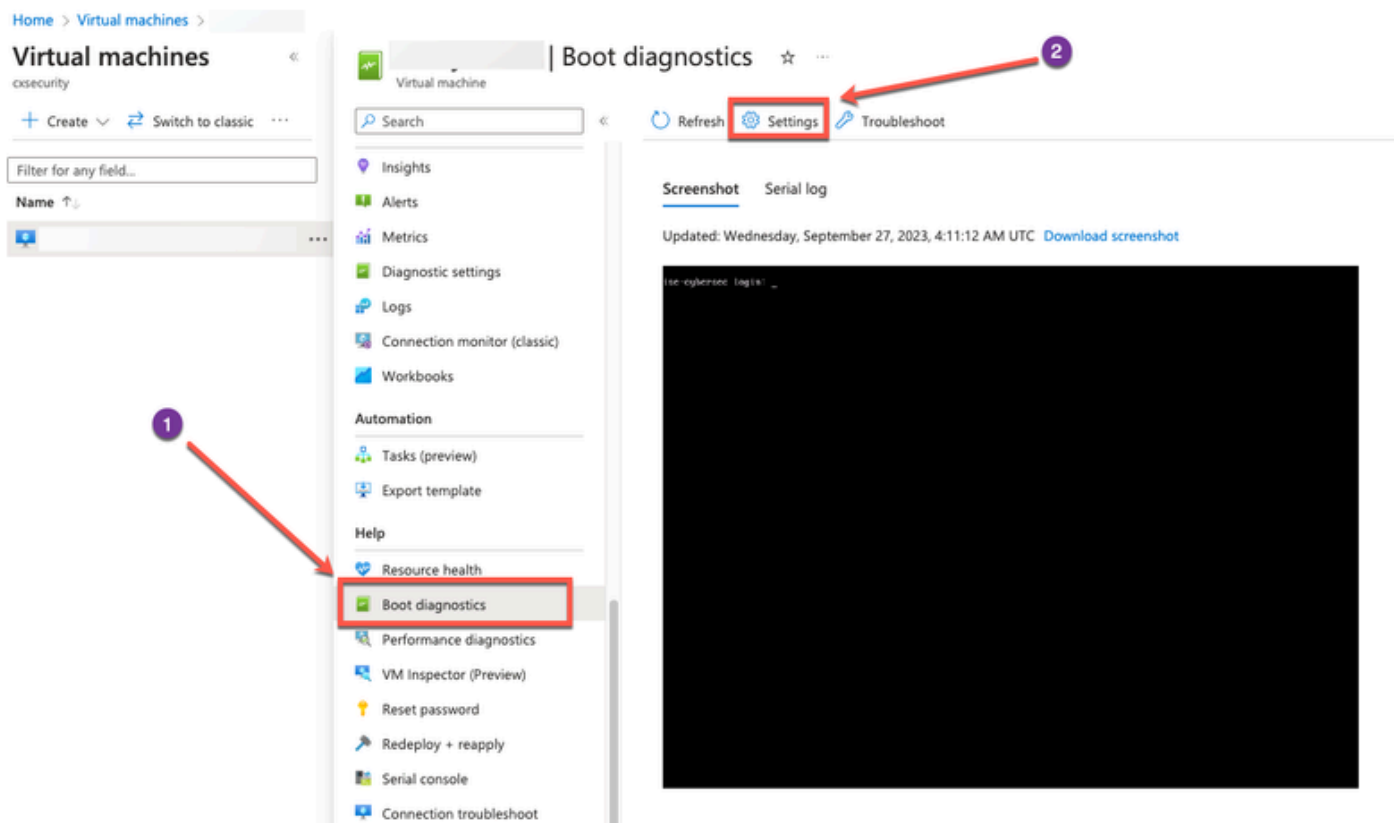 Home > Virtual machines >
Virtual machines «
cxsecurity
Create Switch to classic ...
Filter for any field...
Name ↑↓
...
| Boot diagnostics ☆ ...
Virtual machine
Search «
Insights
Alerts
Metrics
Diagnostic settings
Logs
Connection monitor (classic)
Workbooks
Automation
Tasks (preview)
Export template
Help
Resource health
Boot diagnostics
Performance diagnostics
VM Inspector (Preview)
Reset password
Redeploy + reapply
Serial console
Connection troubleshoot
1
2
Refresh Settings Troubleshoot
Screenshot Serial log
Updated: Wednesday, September 27, 2023, 4:11:12 AM UTC Download screenshot
ise-cybersec login: _